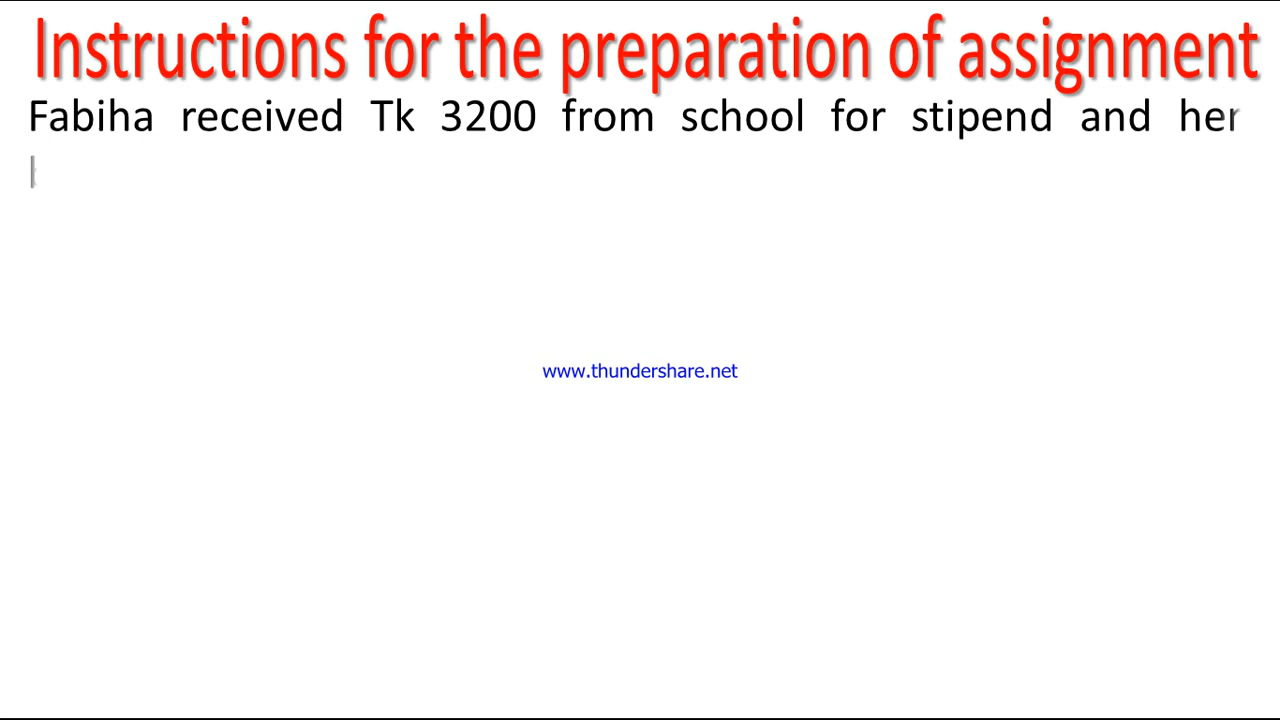 Instructions for the preparation of assignment
Fabiha received Tk 3200 from school for stipend and her
www.thundershare.net